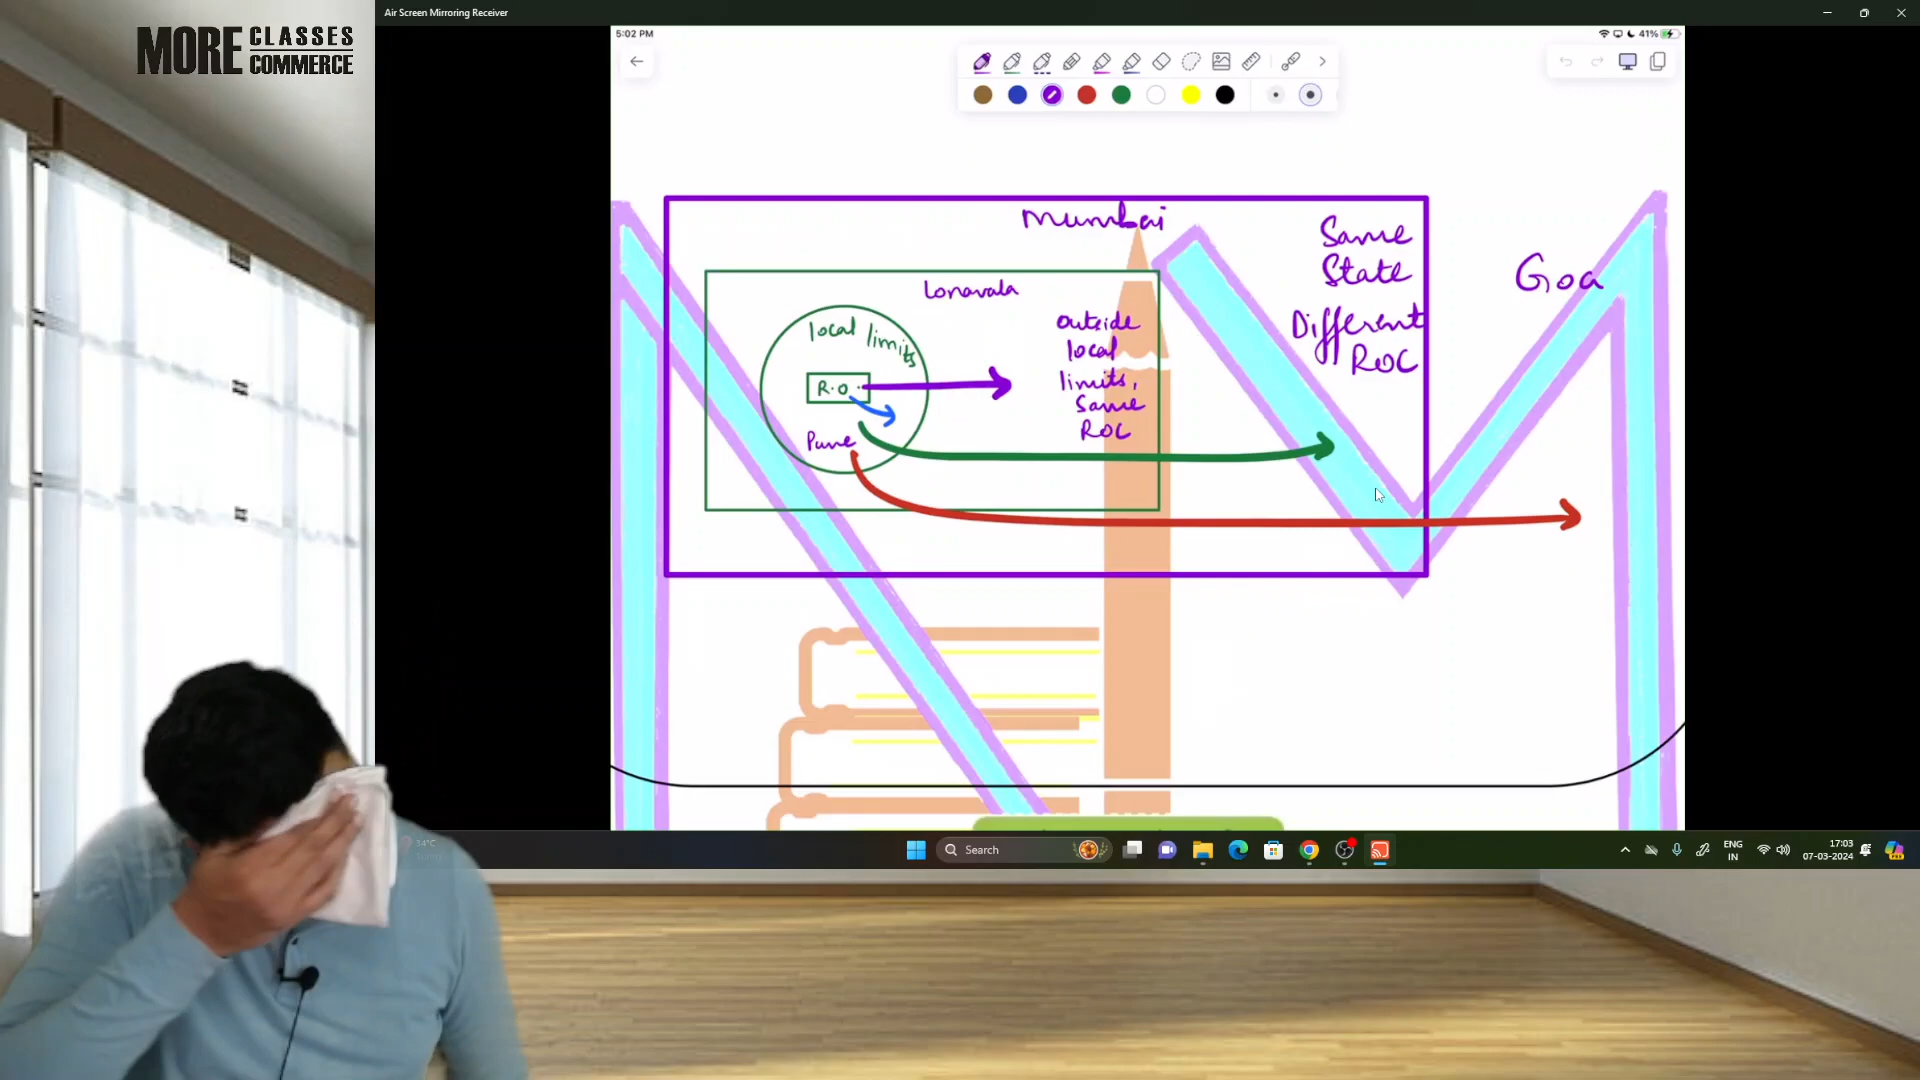 MORE CLASSES COMMERCE
Air Screen Mirroring Receiver
5:02 PM
41%
Mumbai
Same
State
Different
ROC
Goa
Lonavala
local limits
R.O.
Pune
outside
local
limits,
Same
ROC
34°C
Search
ENG
IN
17:03
07-03-2024